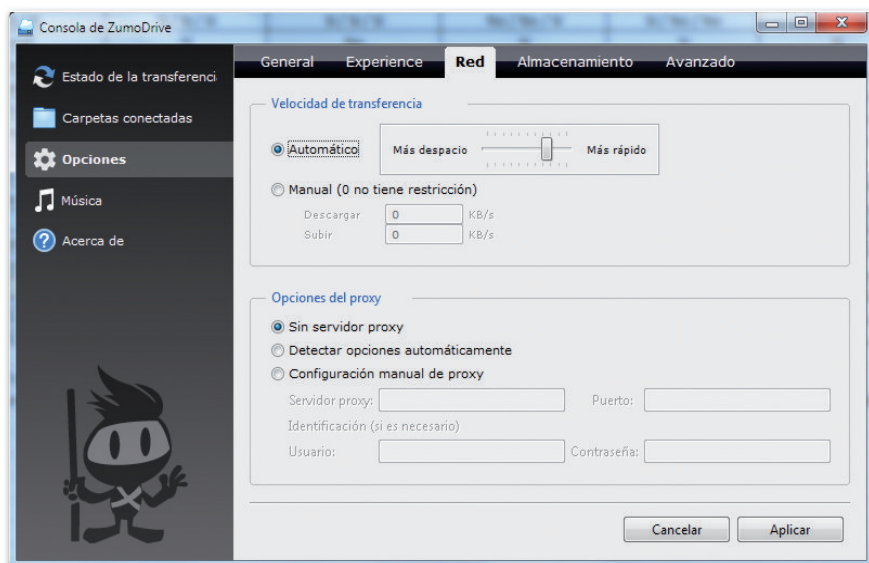 Consola de ZumoDrive
Estado de la transferenci
Carpetas conectadas
Opciones
Música
Acerca de
General Experience Red Almacenamiento Avanzado
Velocidad de transferencia
Automático Más despacio Más rápido
Manual (0 no tiene restricción)
Descargar 0 KB/s
Subir 0 KB/s
Opciones del proxy
Sin servidor proxy
Detectar opciones automáticamente
Configuración manual de proxy
Servidor proxy: Puerto:
Identificación (si es necesario)
Usuario: Contraseña:
Cancelar Aplicar